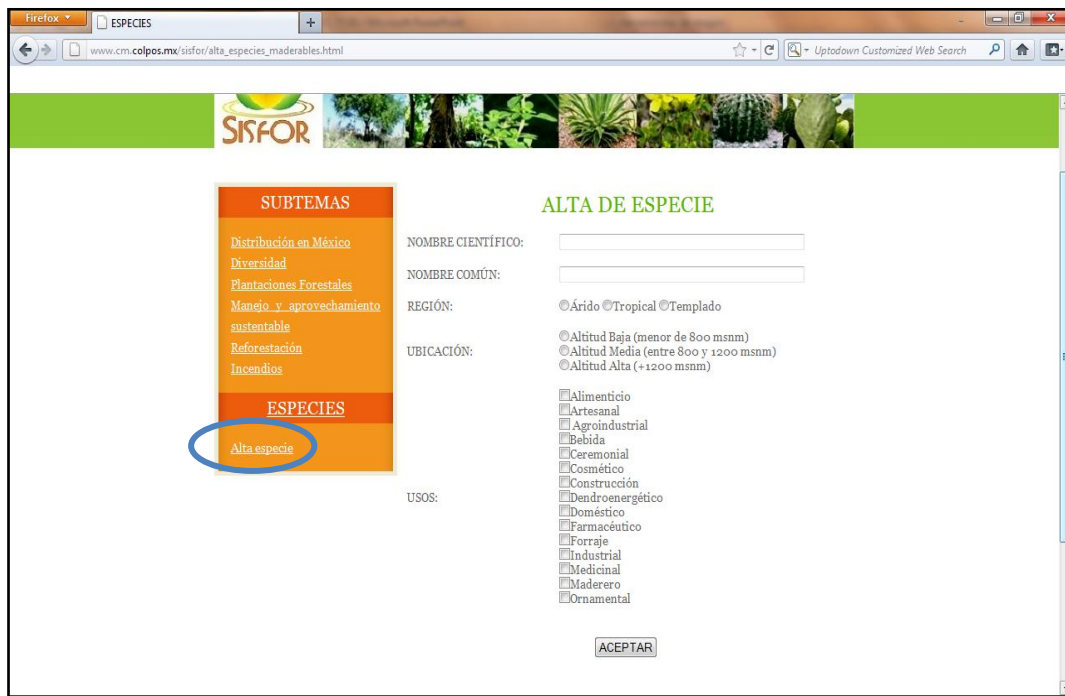 Firefox
ESPECIES
+
www.cm.colpos.mx/sisfor/alta_especies_maderables.html
Uptodown Customized Web Search
SISFOR
SUBTEMAS
Distribución en México
Diversidad
Plantaciones Forestales
Manejo y aprovechamiento
sustentable
Reforestación
Incendios
ESPECIES
Alta especie
ALTA DE ESPECIE
NOMBRE CIENTÍFICO:
NOMBRE COMÚN:
REGIÓN:
Árido Tropical Templado
UBICACIÓN:
Altitud Baja (menor de 800 msnm)
Altitud Media (entre 800 y 1200 msnm)
Altitud Alta (+1200 msnm)
USOS:
Alimenticio
Artesanal
Agroindustrial
Bebida
Ceremonial
Cosmético
Construcción
Dendroenergético
Doméstico
Farmacéutico
Forraje
Industrial
Medicinal
Maderero
Ornamental
ACEPTAR